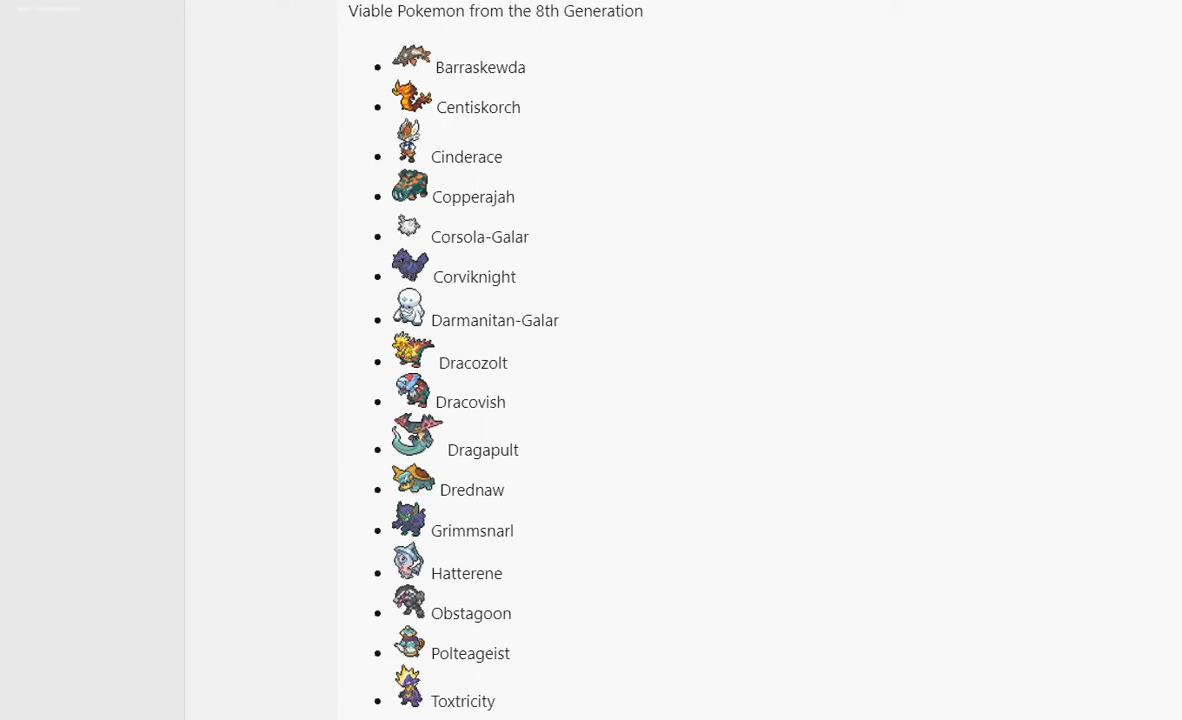 Viable Pokemon from the 8th Generation
Barraskewda
Centiskorch
Cinderace
Copperajah
Corsola-Galar
Corviknight
Darmanitan-Galar
Dracozolt
Dracovish
Dragapult
Drednaw
Grimmsnarl
Hatterene
Obstagoon
Polteageist
Toxtricity